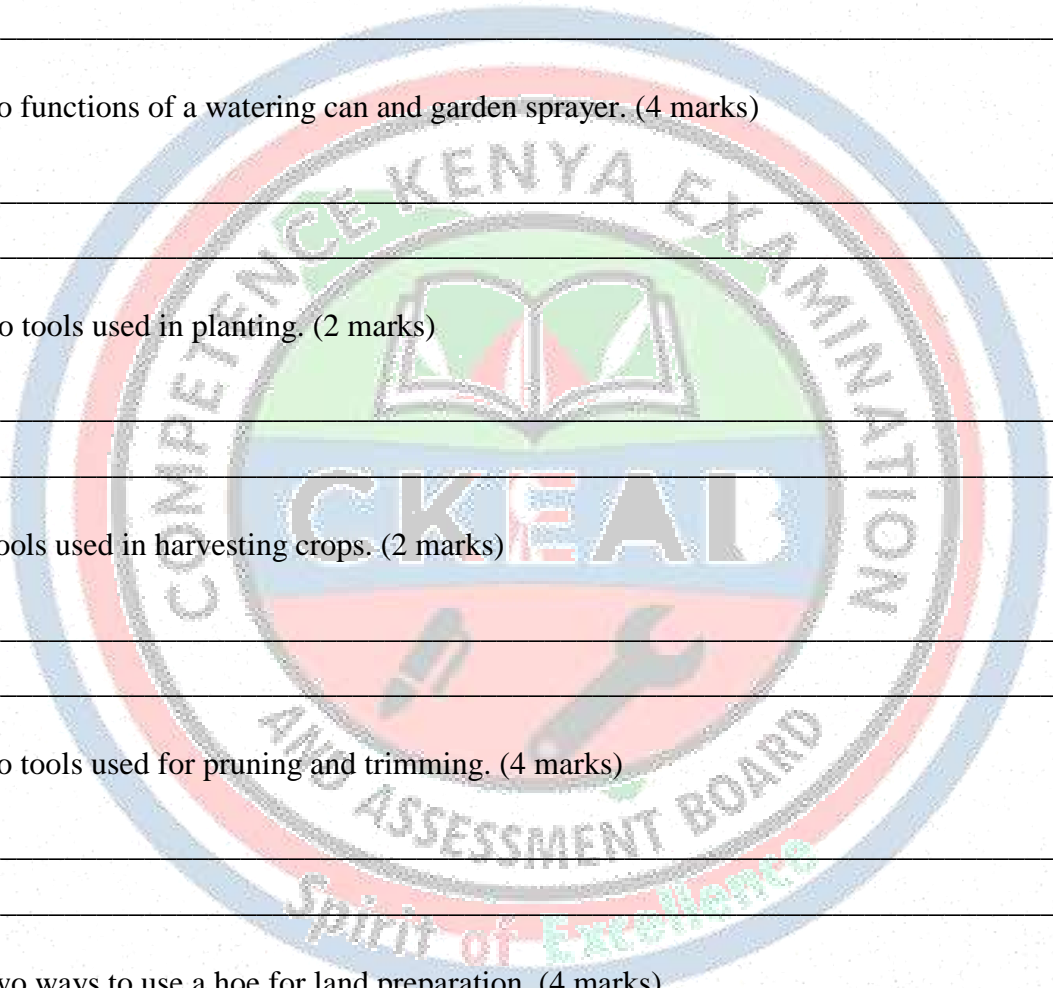 o functions of a watering can and garden sprayer. (4 marks)
COMPETENCE KENYA EXAMINATION
o tools used in planting. (2 marks)
CKEAB
ools used in harvesting crops. (2 marks)
o tools used for pruning and trimming. (4 marks)
AND ASSESSMENT BOARD
Spirit of Excellence
wo ways to use a hoe for land preparation. (4 marks)